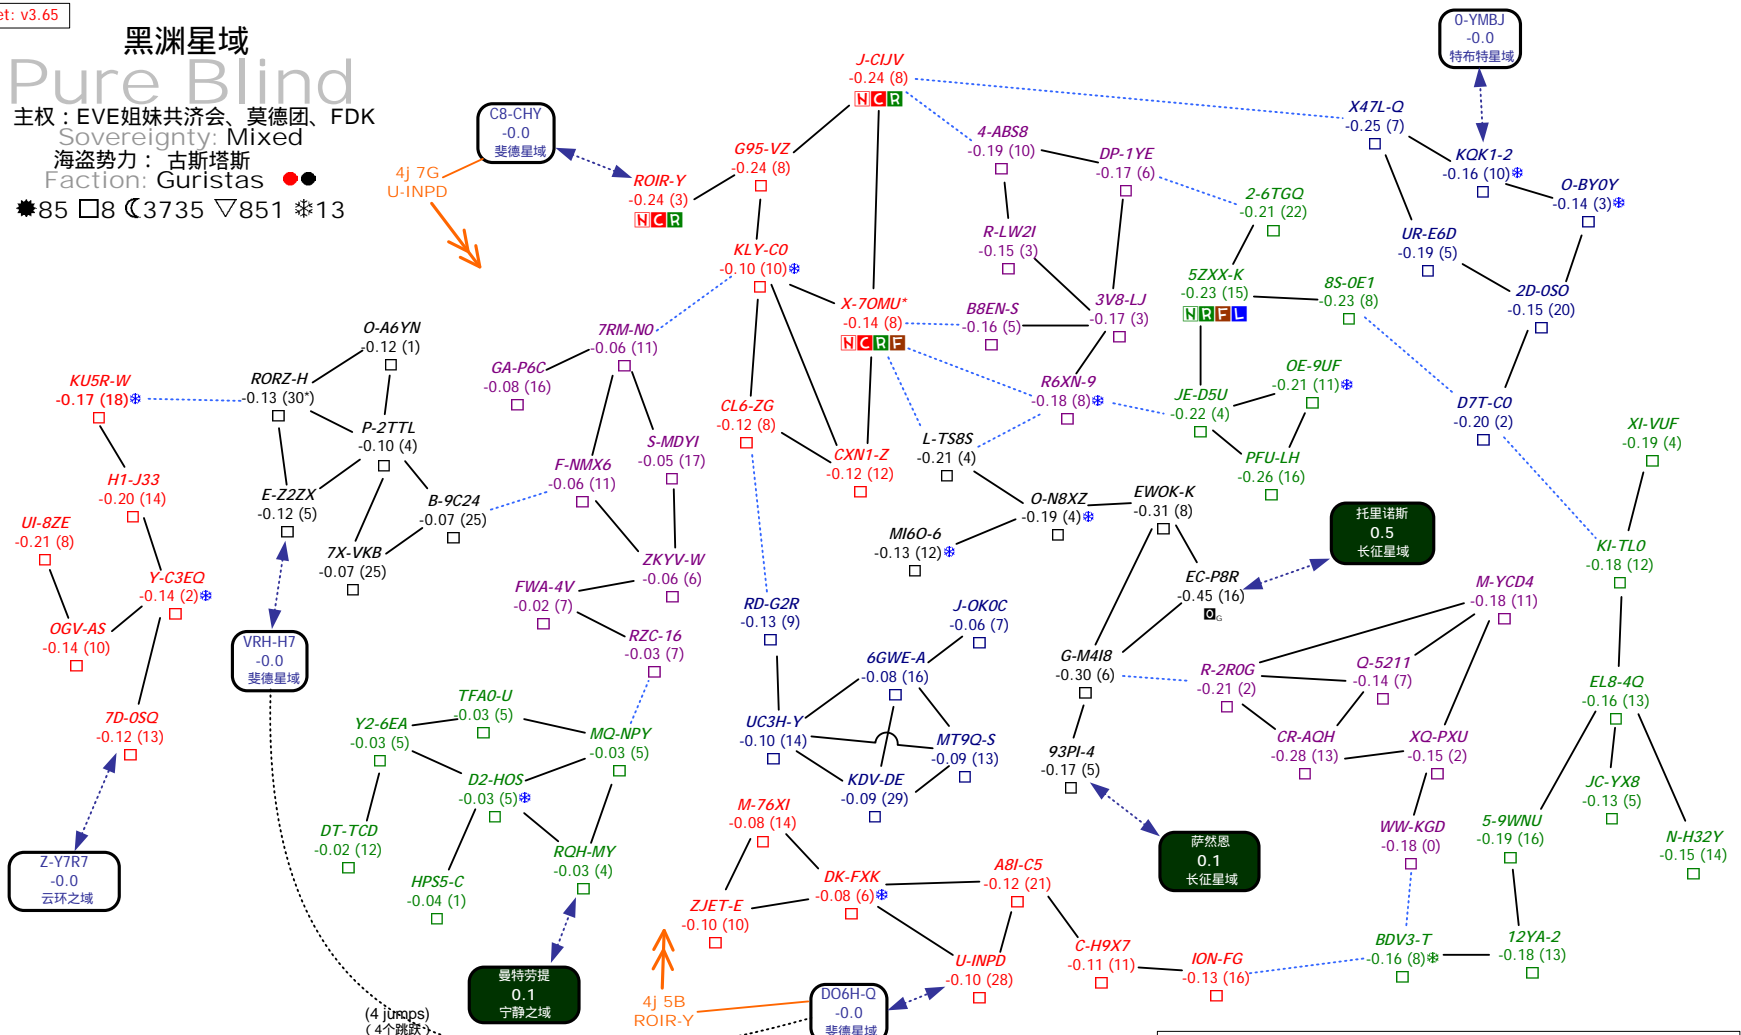 et: v3.65
黑渊星域
Pure Blind
主权：EVE姐妹共济会、莫德团、FDK
Sovereignty: Mixed
海盗势力： 古斯塔斯
Faction: Guristas
85 8 3735 851 13
4j 7G
U-INPD
C8-CHY
-0.0
斐德星域
ROIR-Y
-0.24 (3)
NCR
G95-VZ
-0.24 (8)
J-CIJV
-0.24 (8)
NCR
4-ABS8
-0.19 (10)
DP-1YE
-0.17 (6)
0-YMBJ
-0.0
特布特星域
X47L-Q
-0.25 (7)
KQK1-2
-0.16 (10)
O-BY0Y
-0.14 (3)
2-6TGQ
-0.21 (22)
UR-E6D
-0.19 (5)
R-LW2I
-0.15 (3)
KLY-C0
-0.10 (10)
5ZXX-K
-0.23 (15)
NRFL
8S-0E1
-0.23 (8)
2D-0SO
-0.15 (20)
X-7OMU*
-0.14 (8)
NCRF
B8EN-S
-0.16 (5)
3V8-LJ
-0.17 (3)
O-A6YN
-0.12 (1)
7RM-N0
-0.06 (11)
GA-P6C
-0.08 (16)
KU5R-W
-0.17 (18)
RORZ-H
-0.13 (30*)
R6XN-9
-0.18 (8)
JE-D5U
-0.22 (4)
OE-9UF
-0.21 (11)
D7T-C0
-0.20 (2)
XI-VUF
-0.19 (4)
CL6-ZG
-0.12 (8)
P-2TTL
-0.10 (4)
S-MDYI
-0.05 (17)
L-TS8S
-0.21 (4)
CXN1-Z
-0.12 (12)
PFU-LH
-0.26 (16)
F-NMX6
-0.06 (11)
H1-J33
-0.20 (14)
E-Z2ZX
-0.12 (5)
B-9C24
-0.07 (25)
O-N8XZ
-0.19 (4)
EWOK-K
-0.31 (8)
托里诺斯
0.5
长征星域
UI-8ZE
-0.21 (8)
7X-VKB
-0.07 (25)
MI6O-6
-0.13 (12)
KI-TL0
-0.18 (12)
ZKYV-W
-0.06 (6)
Y-C3EQ
-0.14 (2)
FWA-4V
-0.02 (7)
EC-P8R
-0.45 (16)
OG
M-YCD4
-0.18 (11)
RD-G2R
-0.13 (9)
J-OK0C
-0.06 (7)
OGV-AS
-0.14 (10)
VRH-H7
-0.0
斐德星域
RZC-16
-0.03 (7)
6GWE-A
-0.08 (16)
G-M4I8
-0.30 (6)
R-2R0G
-0.21 (2)
Q-5211
-0.14 (7)
EL8-4Q
-0.16 (13)
7D-0SQ
-0.12 (13)
TFA0-U
-0.03 (5)
Y2-6EA
-0.03 (5)
MQ-NPY
-0.03 (5)
UC3H-Y
-0.10 (14)
MT9Q-S
-0.09 (13)
93PI-4
-0.17 (5)
CR-AQH
-0.28 (13)
XQ-PXU
-0.15 (2)
D2-HOS
-0.03 (5)
KDV-DE
-0.09 (29)
JC-YX8
-0.13 (5)
DT-TCD
-0.02 (12)
M-76XI
-0.08 (14)
萨然恩
0.1
长征星域
WW-KGD
-0.18 (0)
5-9WNU
-0.19 (16)
N-H32Y
-0.15 (14)
Z-Y7R7
-0.0
云环之域
HPS5-C
-0.04 (1)
RQH-MY
-0.03 (4)
DK-FXK
-0.08 (6)
A8I-C5
-0.12 (21)
ZJET-E
-0.10 (10)
曼特劳提
0.1
宁静之域
U-INPD
-0.10 (28)
C-H9X7
-0.11 (11)
ION-FG
-0.13 (16)
BDV3-T
-0.16 (8)
12YA-2
-0.18 (13)
4j 5B
ROIR-Y
DO6H-Q
-0.0
斐德星域
(4 jumps)
(4个跳跃)